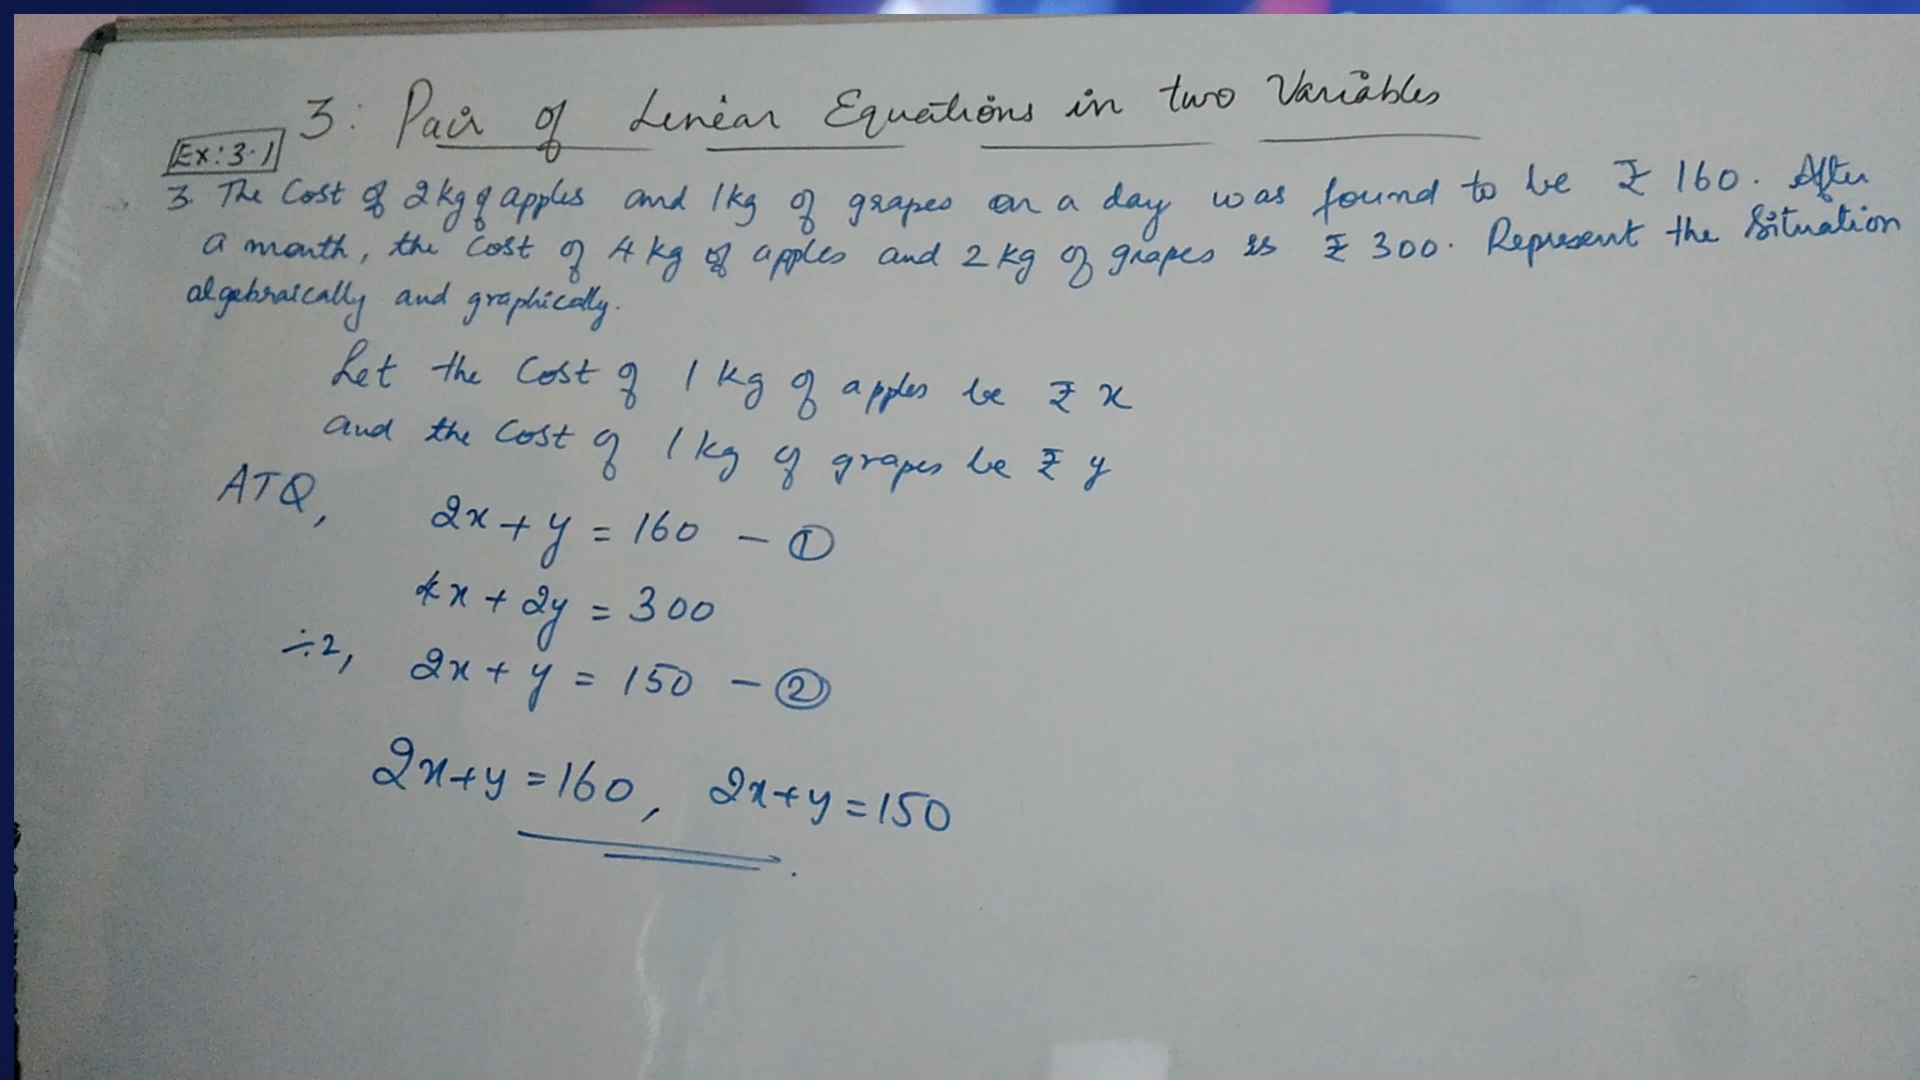 3: Pair of Linear Equations in two Variables
Ex: 3.1
3. The Cost of 2kg of apples and 1kg of grapes on a day was found to be ₹ 160. After
a month, the cost of 4 kg of apples and 2 kg of grapes is ₹ 300. Represent the Situation
algebraically and graphically.
Let the Cost of 1 kg of apples be ₹ x
and the Cost of 1 kg of grapes be ₹ y
ATQ, 2x + y = 160 - ①
4x + 2y = 300
÷2, 2x + y = 150 - ②
2x+y = 160, 2x+y = 150